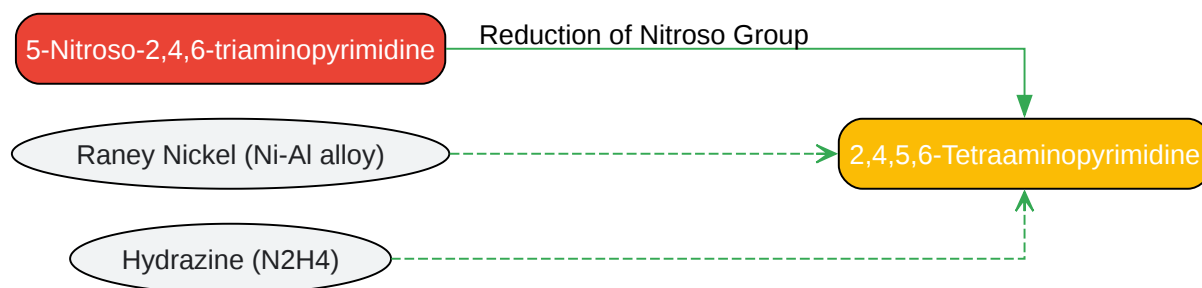 5-Nitroso-2,4,6-triaminopyrimidine
Reduction of Nitroso Group
Raney Nickel (Ni-Al alloy)
2,4,5,6-Tetraaminopyrimidine
Hydrazine (N2H4)